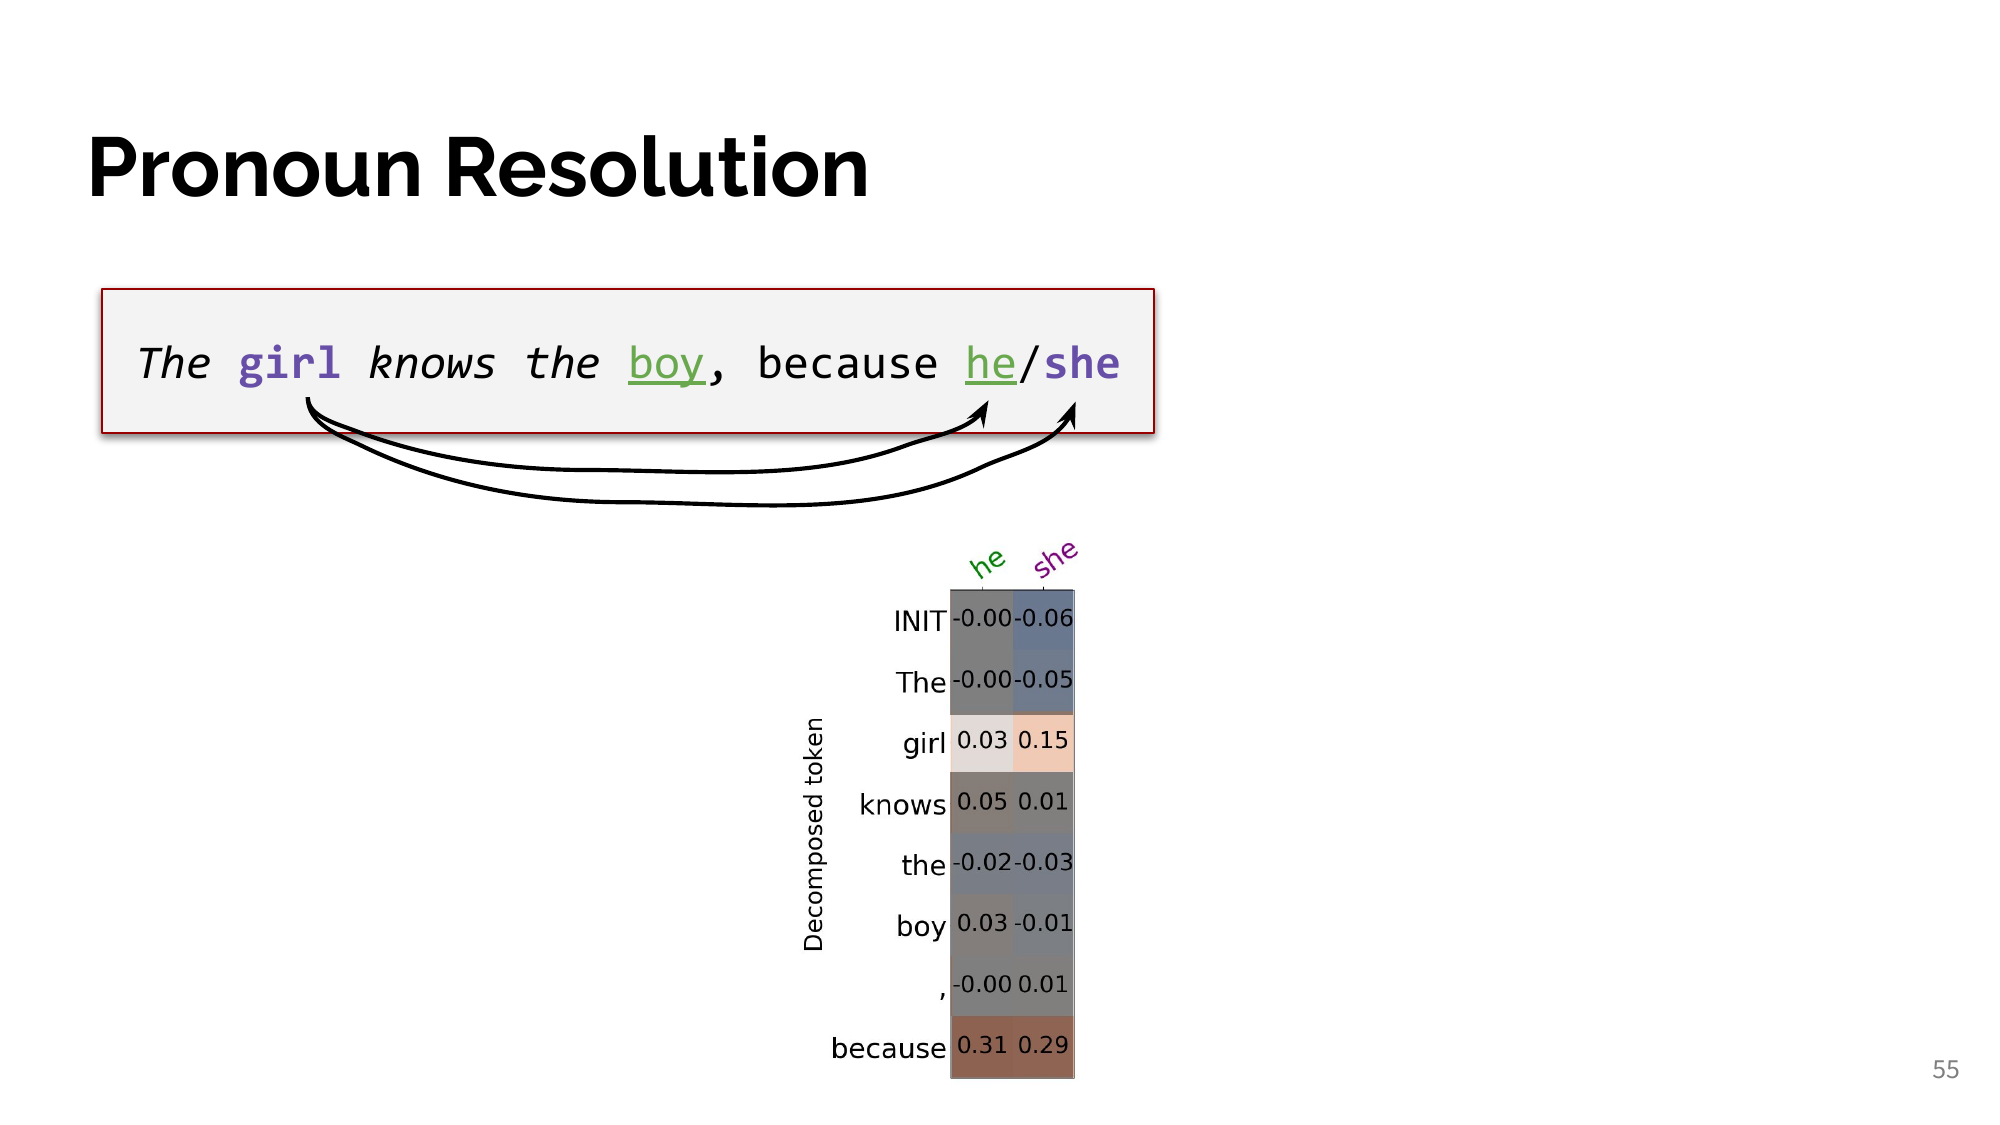 Pronoun Resolution
The girl knows the boy, because he/she
he she
INIT -0.00 -0.06
The -0.00 -0.05
girl 0.03 0.15
knows 0.05 0.01
the -0.02 -0.03
boy 0.03 -0.01
, -0.00 0.01
because 0.31 0.29
Decomposed token
55